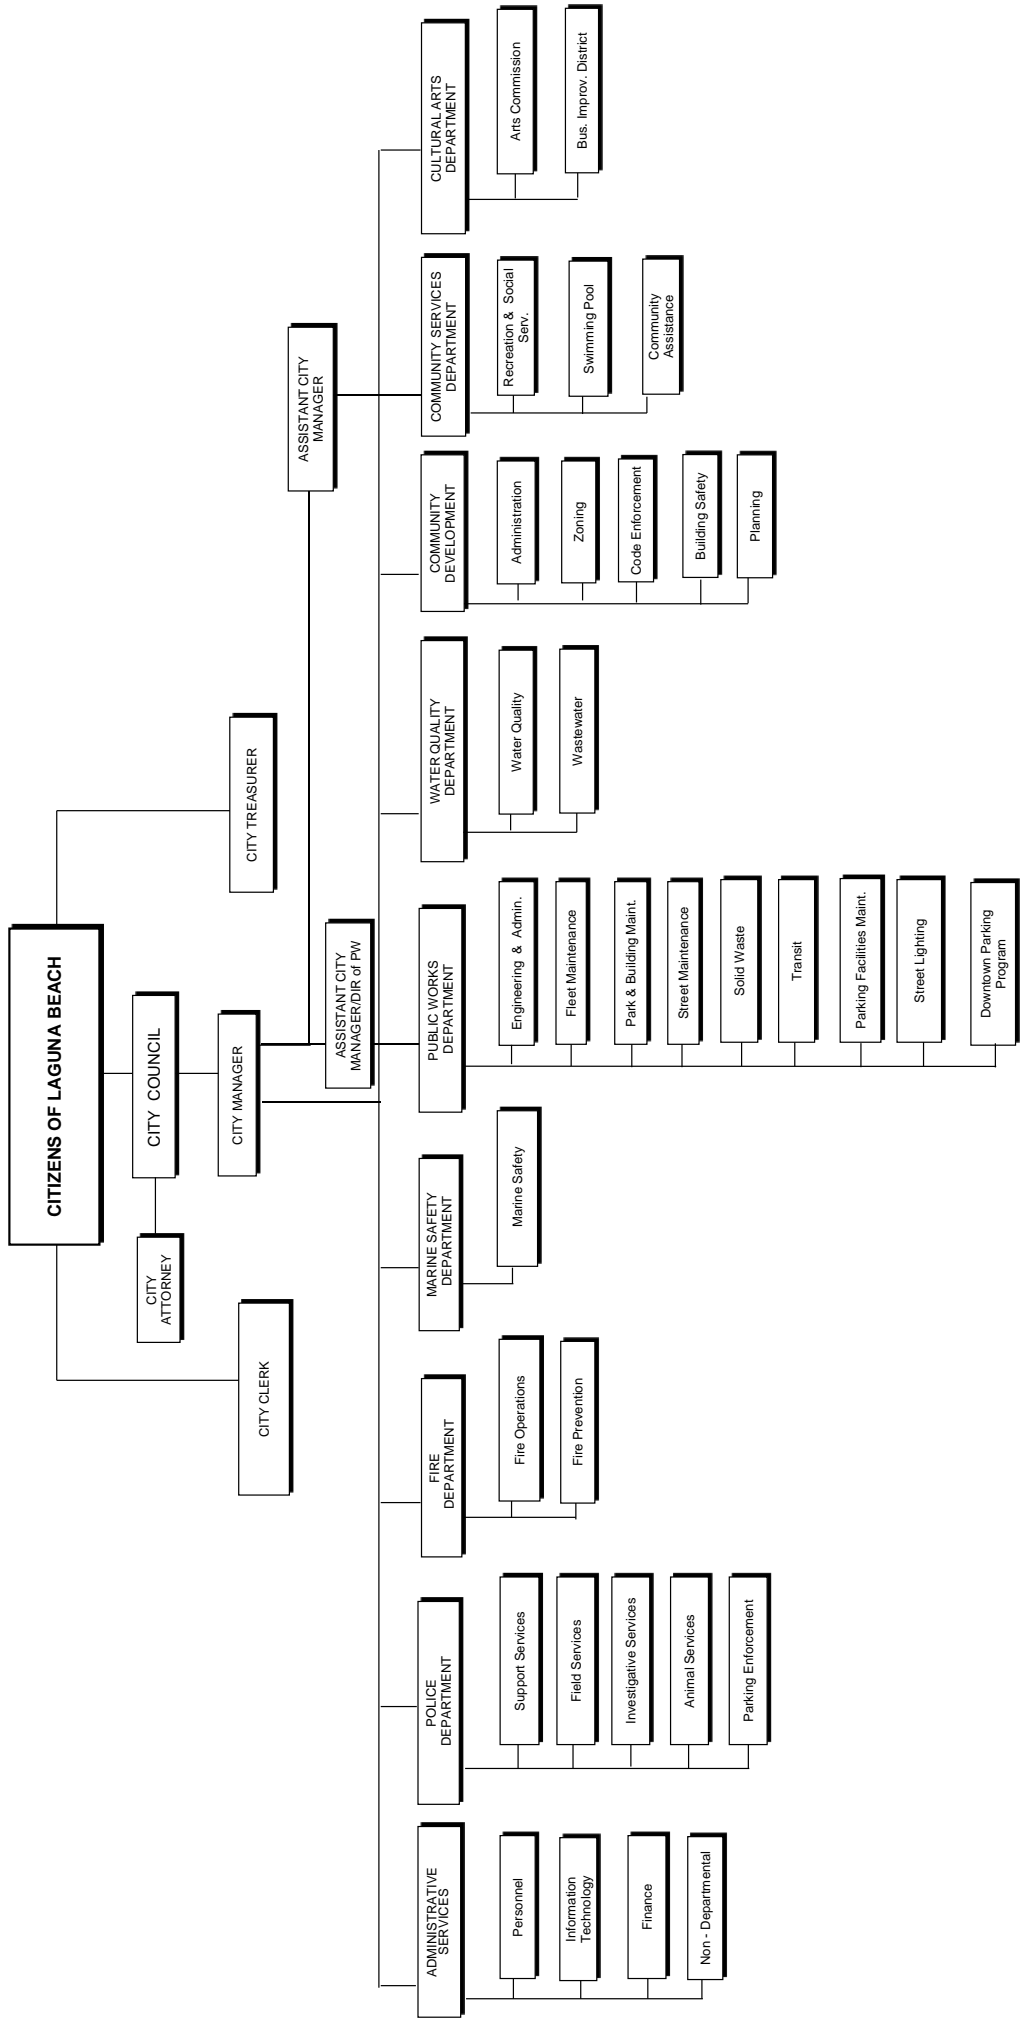 CITIZENS OF LAGUNA BEACH
CITY COUNCIL
CITY
ATTORNEY
CITY CLERK
CITY TREASURER
CITY MANAGER
ASSISTANT CITY
MANAGER/DIR of PW
ASSISTANT CITY
MANAGER
ADMINISTRATIVE
SERVICES
Personnel
Information
Technology
Finance
Non - Departmental
POLICE
DEPARTMENT
Support Services
Field Services
Investigative Services
Animal Services
Parking Enforcement
FIRE
DEPARTMENT
Fire Operations
Fire Prevention
MARINE SAFETY
DEPARTMENT
Marine Safety
PUBLIC WORKS
DEPARTMENT
Engineering & Admin.
Fleet Maintenance
Park & Building Maint.
Street Maintenance
Solid Waste
Transit
Parking Facilities Maint.
Street Lighting
Downtown Parking
Program
WATER QUALITY
DEPARTMENT
Water Quality
Wastewater
COMMUNITY
DEVELOPMENT
Administration
Zoning
Code Enforcement
Building Safety
Planning
COMMUNITY SERVICES
DEPARTMENT
Recreation & Social
Serv.
Swimming Pool
Community
Assistance
CULTURAL ARTS
DEPARTMENT
Arts Commission
Bus. Improv. District